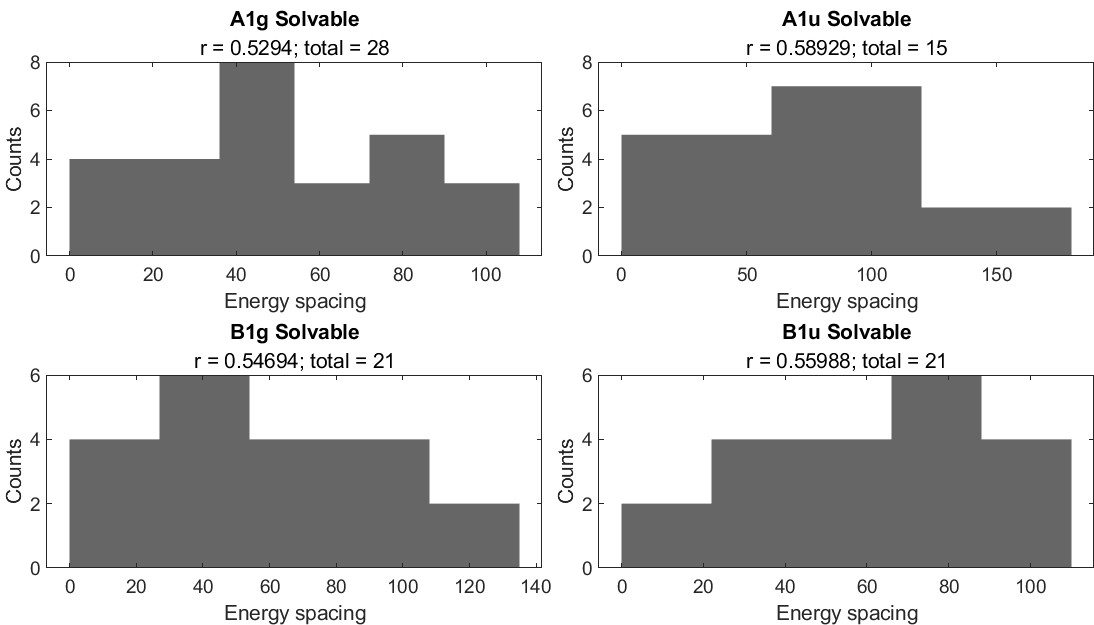 A1g Solvable
r = 0.5294; total = 28
8
6
4
2
0
Counts
0 20 40 60 80 100
Energy spacing
A1u Solvable
r = 0.58929; total = 15
8
6
4
2
0
Counts
0 50 100 150
Energy spacing
B1g Solvable
r = 0.54694; total = 21
6
4
2
0
Counts
0 20 40 60 80 100 120 140
Energy spacing
B1u Solvable
r = 0.55988; total = 21
6
4
2
0
Counts
0 20 40 60 80 100
Energy spacing